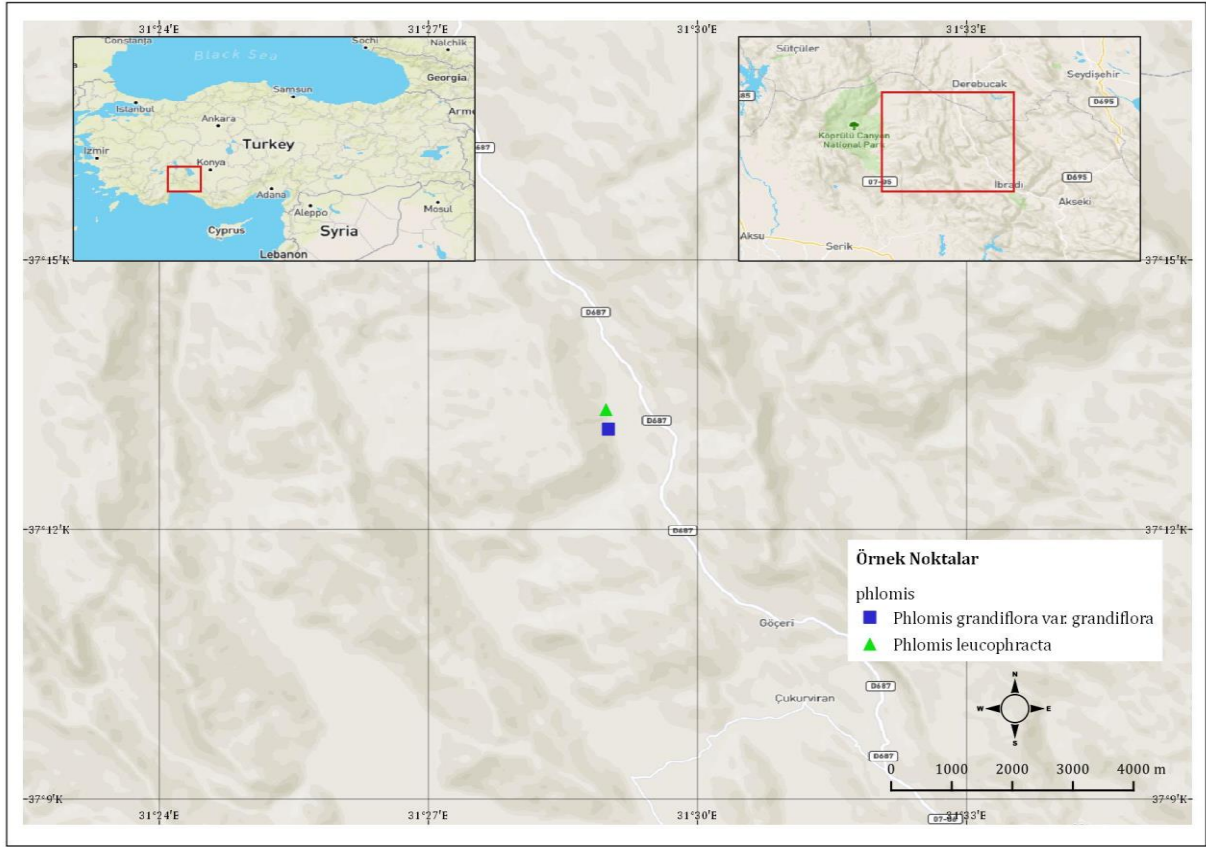 31°24'E
31°27'E
31°30'E
31°33'E
Constanța
Black Sea
Sochi
Nalchik
Georgia
Samsun
Istanbul
Ankara
Turkey
Izmir
Konya
Adana
Aleppo
Mosul
Cyprus
Syria
Lebanon
Sütçüler
Derebucak
Seydişehir
D695
Köprülü Canyon
National Park
07-85
D695
İbradı
Akseki
Aksu
Serik
37°15'K
37°15'K
D687
D687
37°12'K
D687
37°12'K
Örnek Noktalar
phlomis
Phlomis grandiflora var. grandiflora
Phlomis leucophracta
Göçeri
D687
Çukurviran
N
W
E
S
D687
0 1000 2000 3000 4000 m
37°9'K
37°9'K
31°24'E
31°27'E
31°30'E
31°33'E